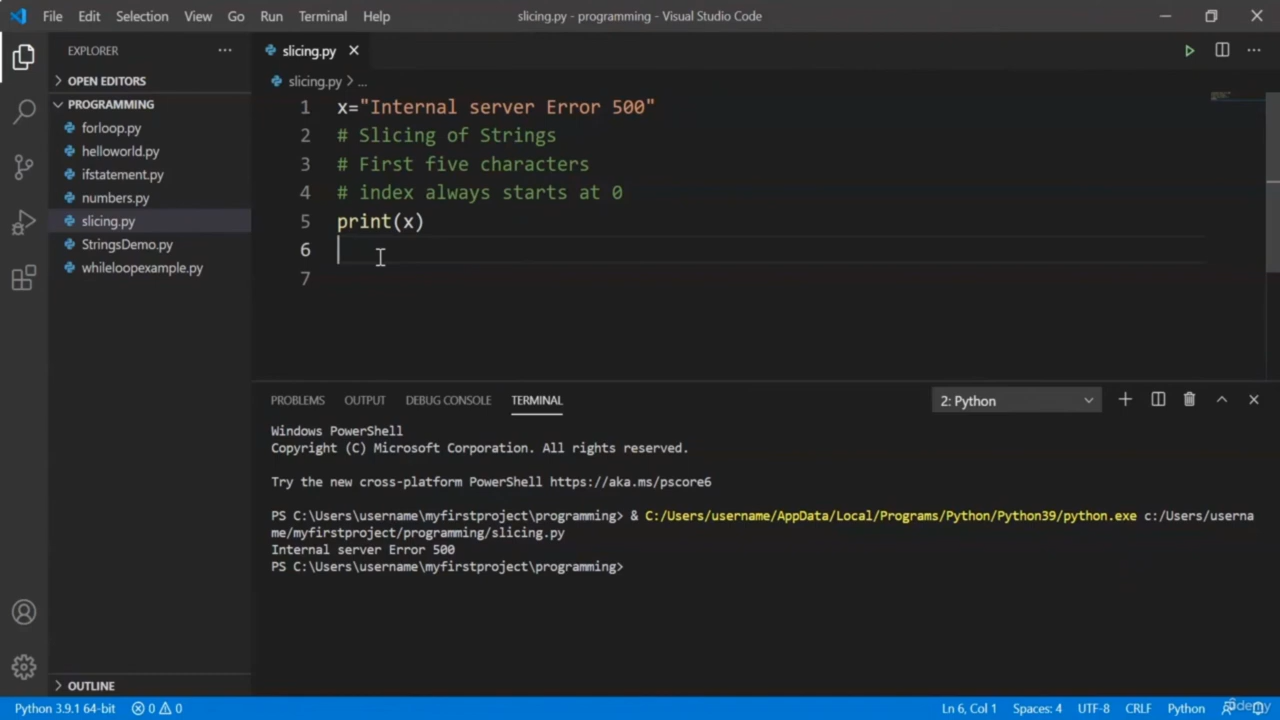 File Edit Selection View Go Run Terminal Help slicing.py - programming - Visual Studio Code
EXPLORER ... slicing.py
OPEN EDITORS
slicing.py > ...
PROGRAMMING
forloop.py
helloworld.py
ifstatement.py
numbers.py
slicing.py
StringsDemo.py
whileloopexample.py
1 x="Internal server Error 500"
2 # Slicing of Strings
3 # First five characters
4 # index always starts at 0
5 print(x)
6
7
PROBLEMS OUTPUT DEBUG CONSOLE TERMINAL 2: Python
Windows PowerShell
Copyright (C) Microsoft Corporation. All rights reserved.
Try the new cross-platform PowerShell https://aka.ms/pscore6
PS C:\Users\username\myfirstproject\programming> & C:/Users/username/AppData/Local/Programs/Python/Python39/python.exe c:/Users/userna
me/myfirstproject/programming/slicing.py
Internal server Error 500
PS C:\Users\username\myfirstproject\programming>
OUTLINE
Python 3.9.1 64-bit 0 0 Ln 6, Col 1 Spaces: 4 UTF-8 CRLF Python
Udemy